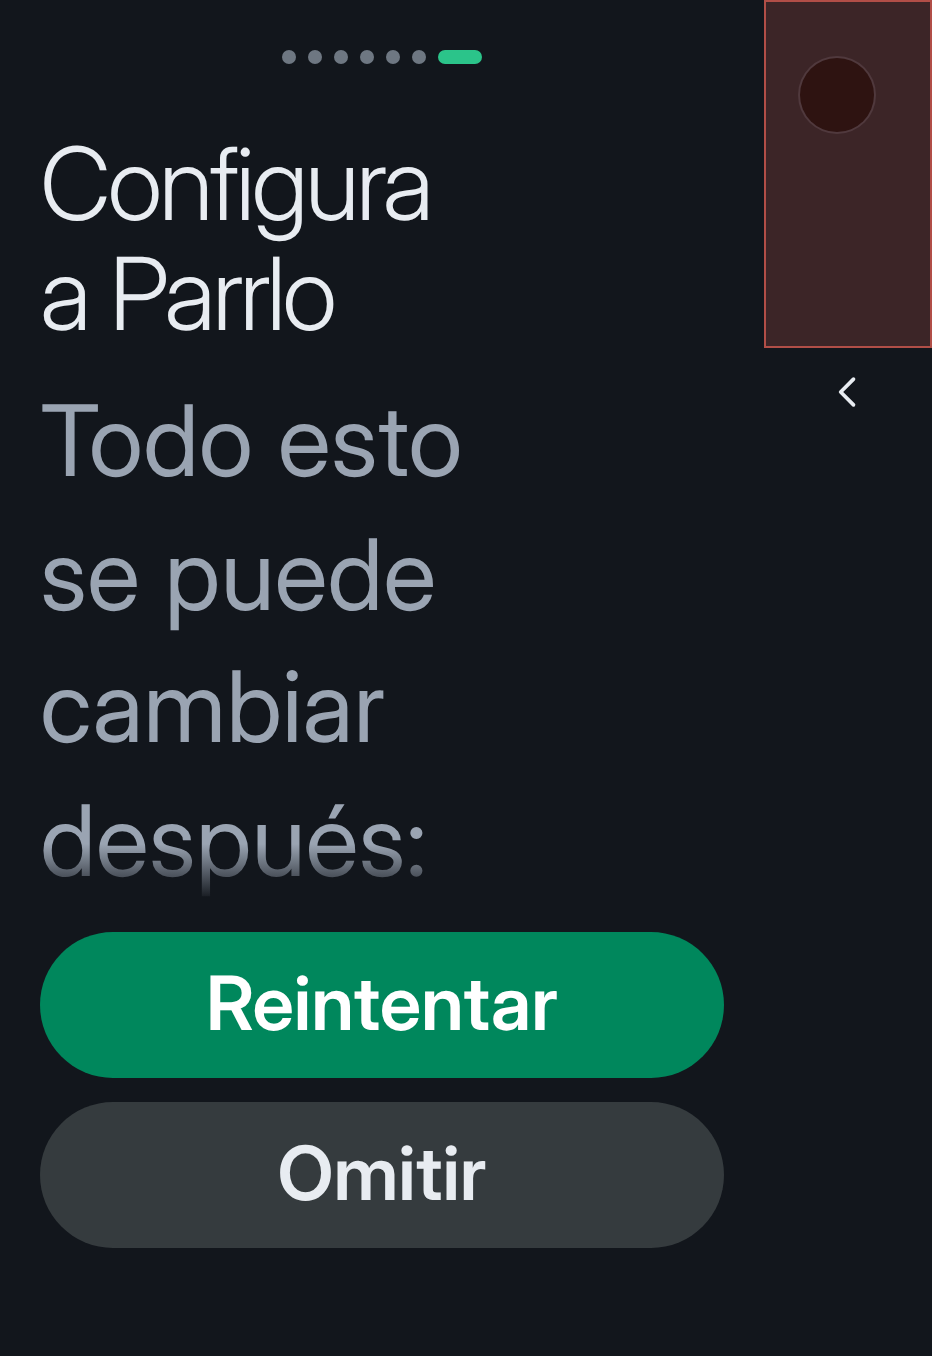 Configura
a Parrlo
Todo esto
se puede
cambiar
después:
Reintentar
Omitir